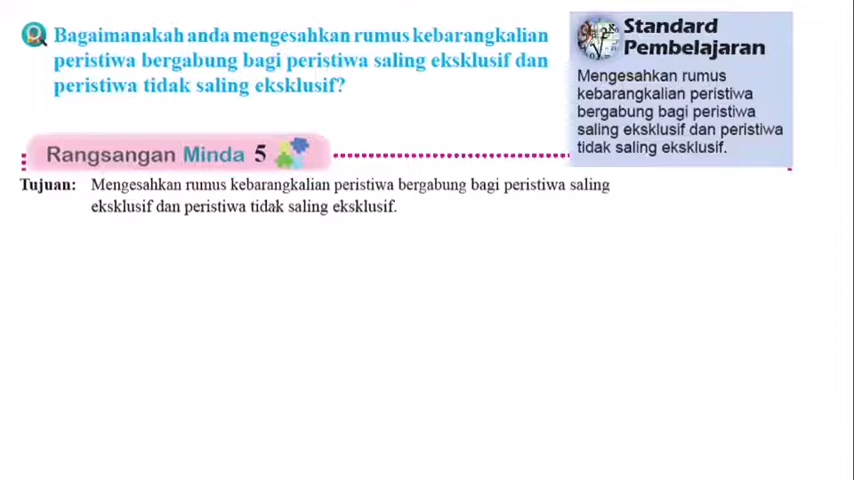 Bagaimanakah anda mengesahkan rumus kebarangkalian
peristiwa bergabung bagi peristiwa saling eksklusif dan
peristiwa tidak saling eksklusif?
Standard
Pembelajaran
Mengesahkan rumus
kebarangkalian peristiwa
bergabung bagi peristiwa
saling eksklusif dan peristiwa
tidak saling eksklusif.
Rangsangan Minda 5
Tujuan: Mengesahkan rumus kebarangkalian peristiwa bergabung bagi peristiwa saling
eksklusif dan peristiwa tidak saling eksklusif.